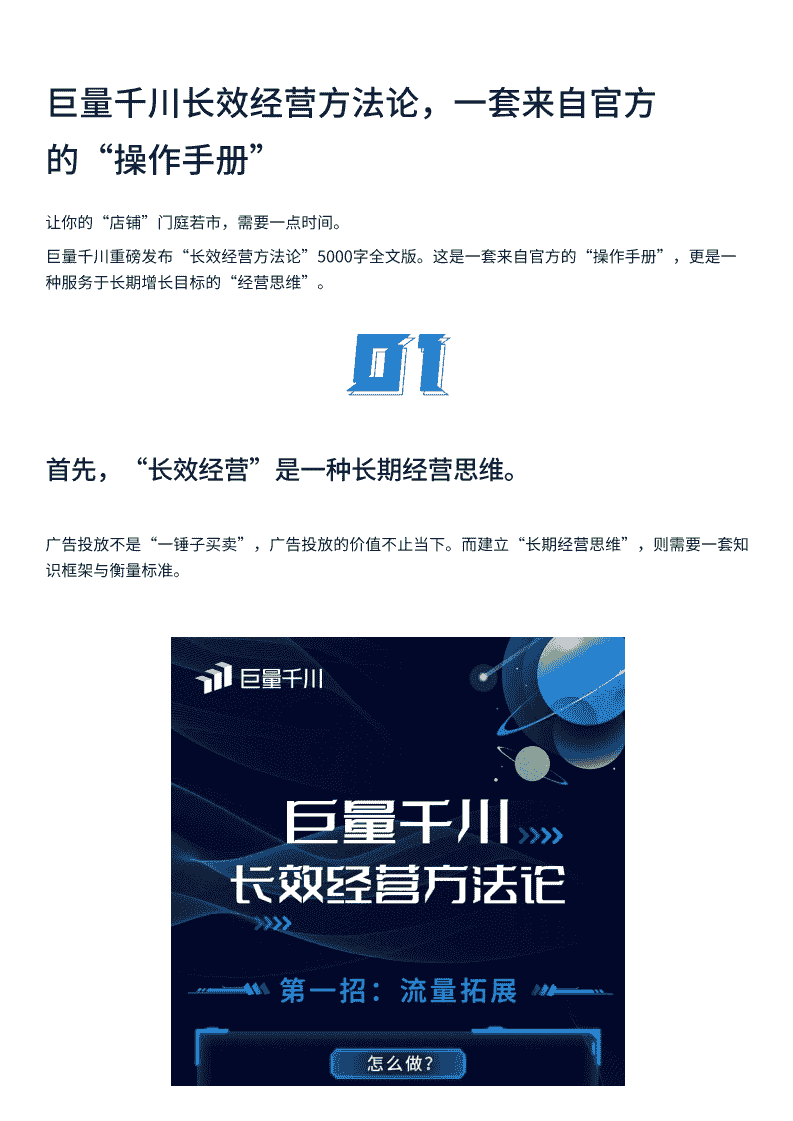 巨量千川长效经营方法论，一套来自官方
的“操作手册”
让你的“店铺”门庭若市，需要一点时间。
巨量千川重磅发布“长效经营方法论”5000字全文版。这是一套来自官方的“操作手册”，更是一
种服务于长期增长目标的“经营思维”。
01
首先，“长效经营”是一种长期经营思维。
广告投放不是“一锤子买卖”，广告投放的价值不止当下。而建立“长期经营思维”，则需要一套知
识框架与衡量标准。
巨量千川
巨量千川
长效经营方法论
第一招：流量拓展
怎么做？